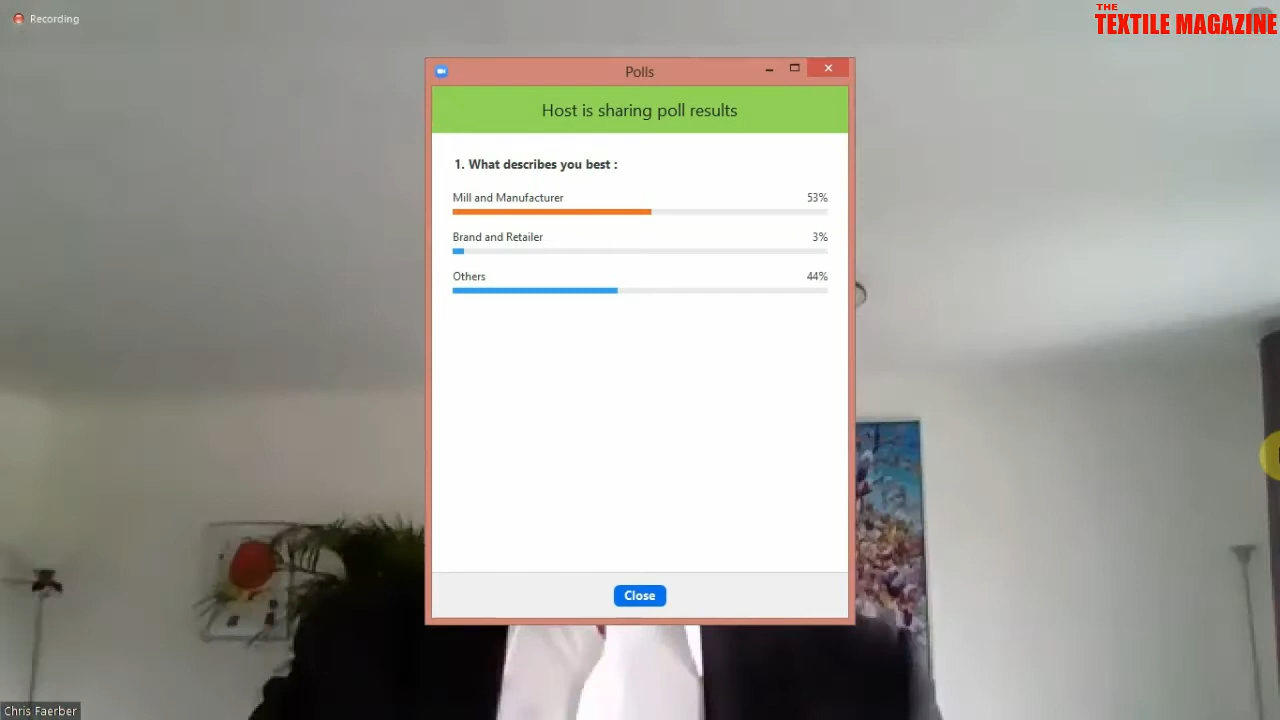 Recording
THE
TEXTILE MAGAZINE
Polls
Host is sharing poll results
1. What describes you best :
Mill and Manufacturer 53%
Brand and Retailer 3%
Others 44%
Close
Chris Faerber